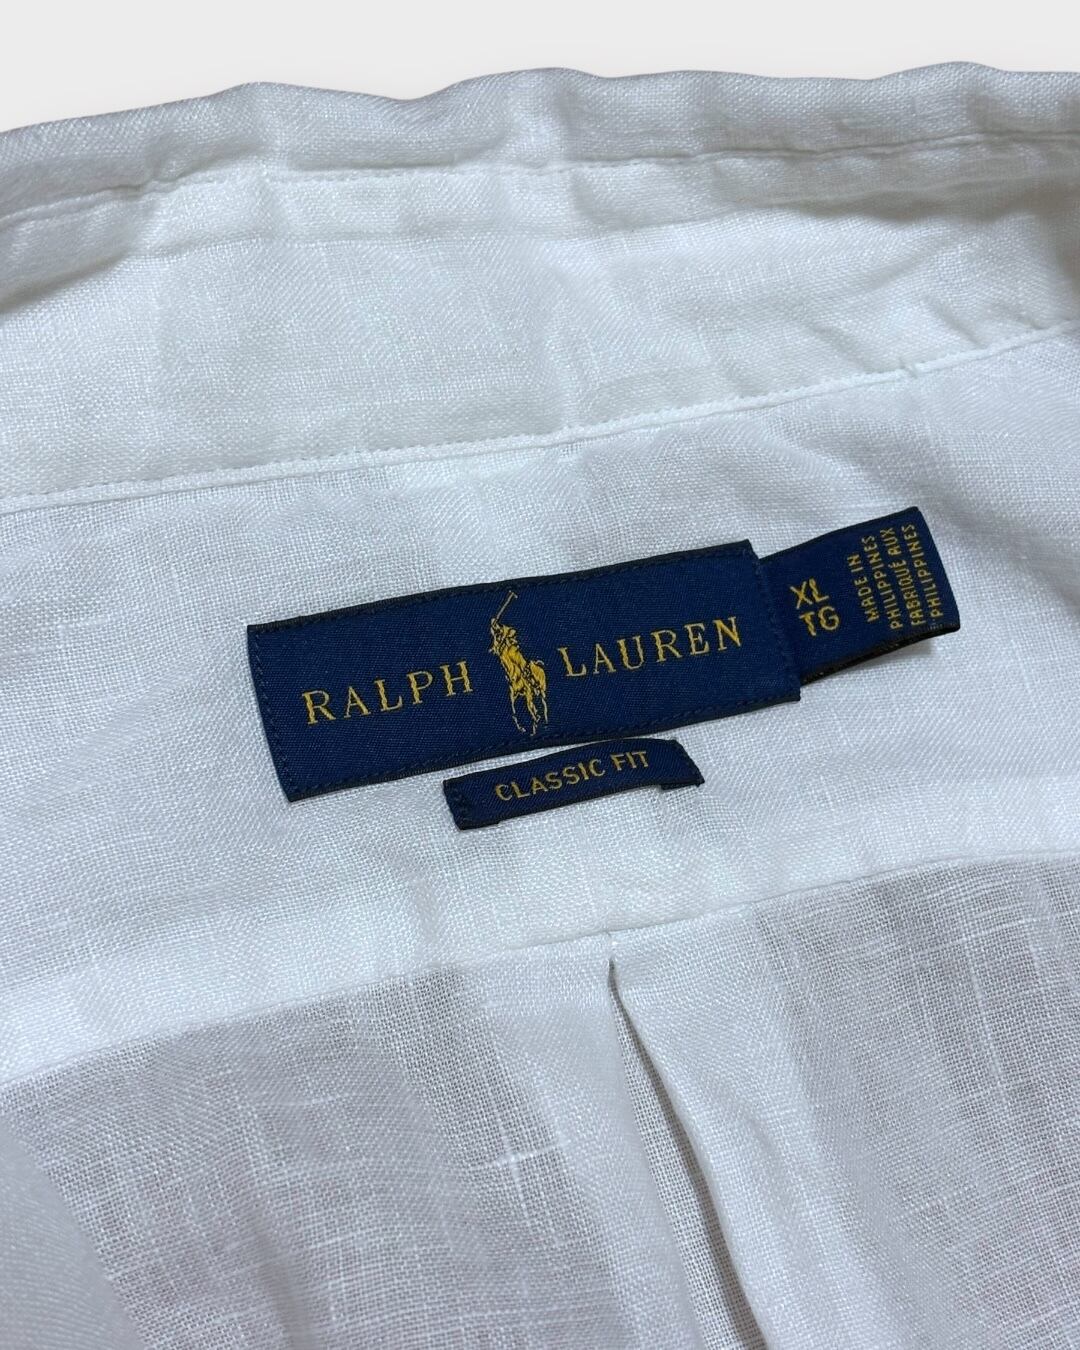 RALPH LAUREN
CLASSIC FIT
XL
TG
MADE IN
PHILIPPINES
FABRIQUÉ AUX
PHILIPPINES